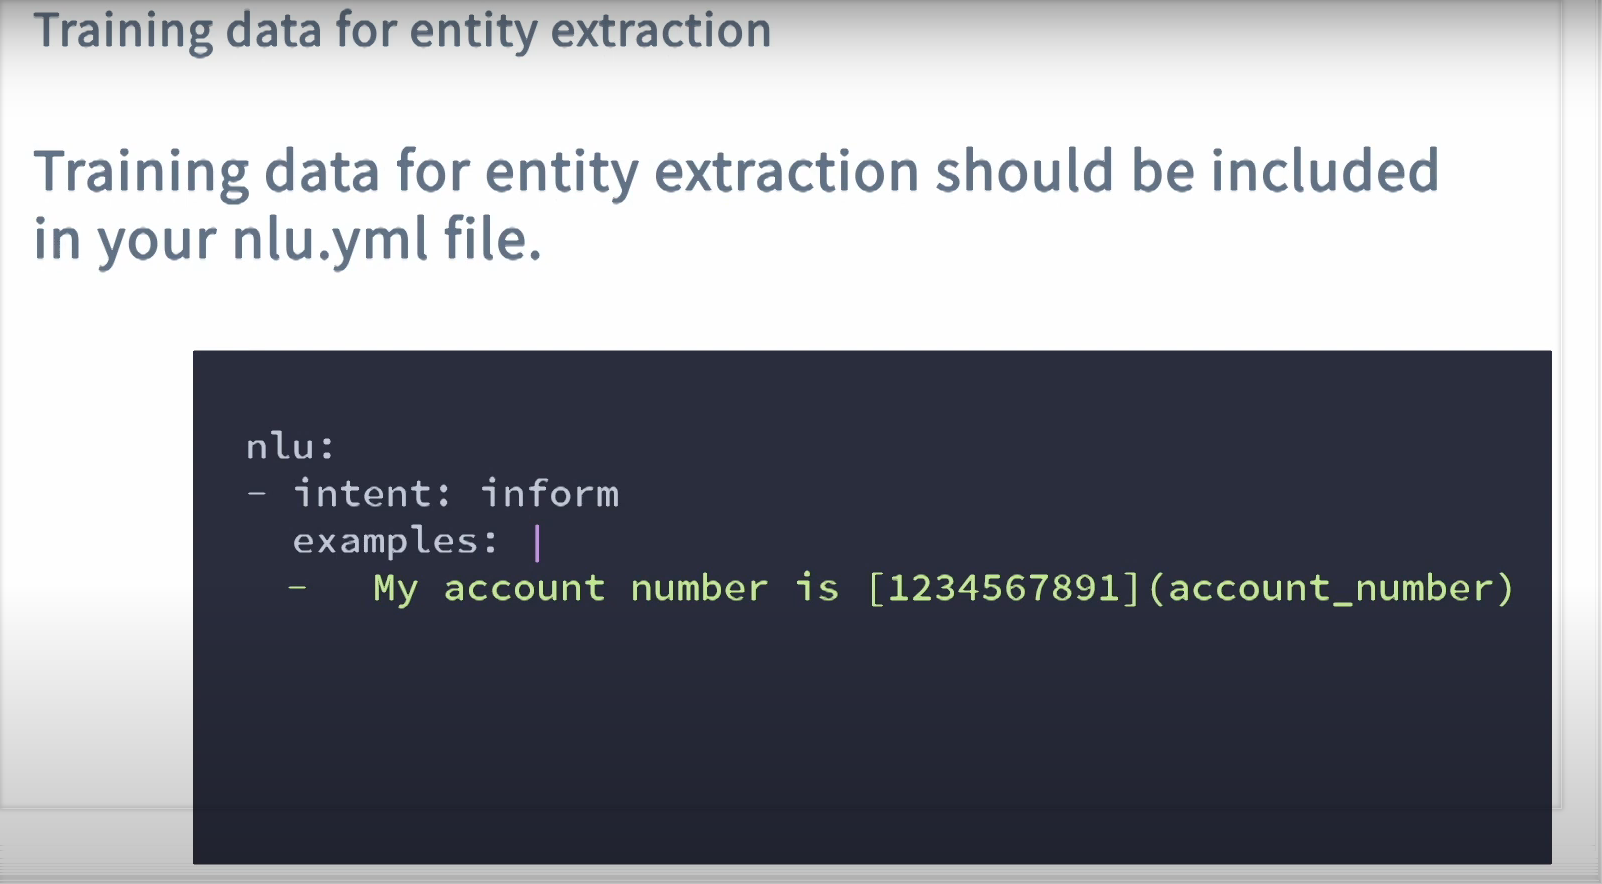 Training data for entity extraction
Training data for entity extraction should be included
in your nlu.yml file.
nlu:
- intent: inform
examples: |
- My account number is [1234567891](account_number)